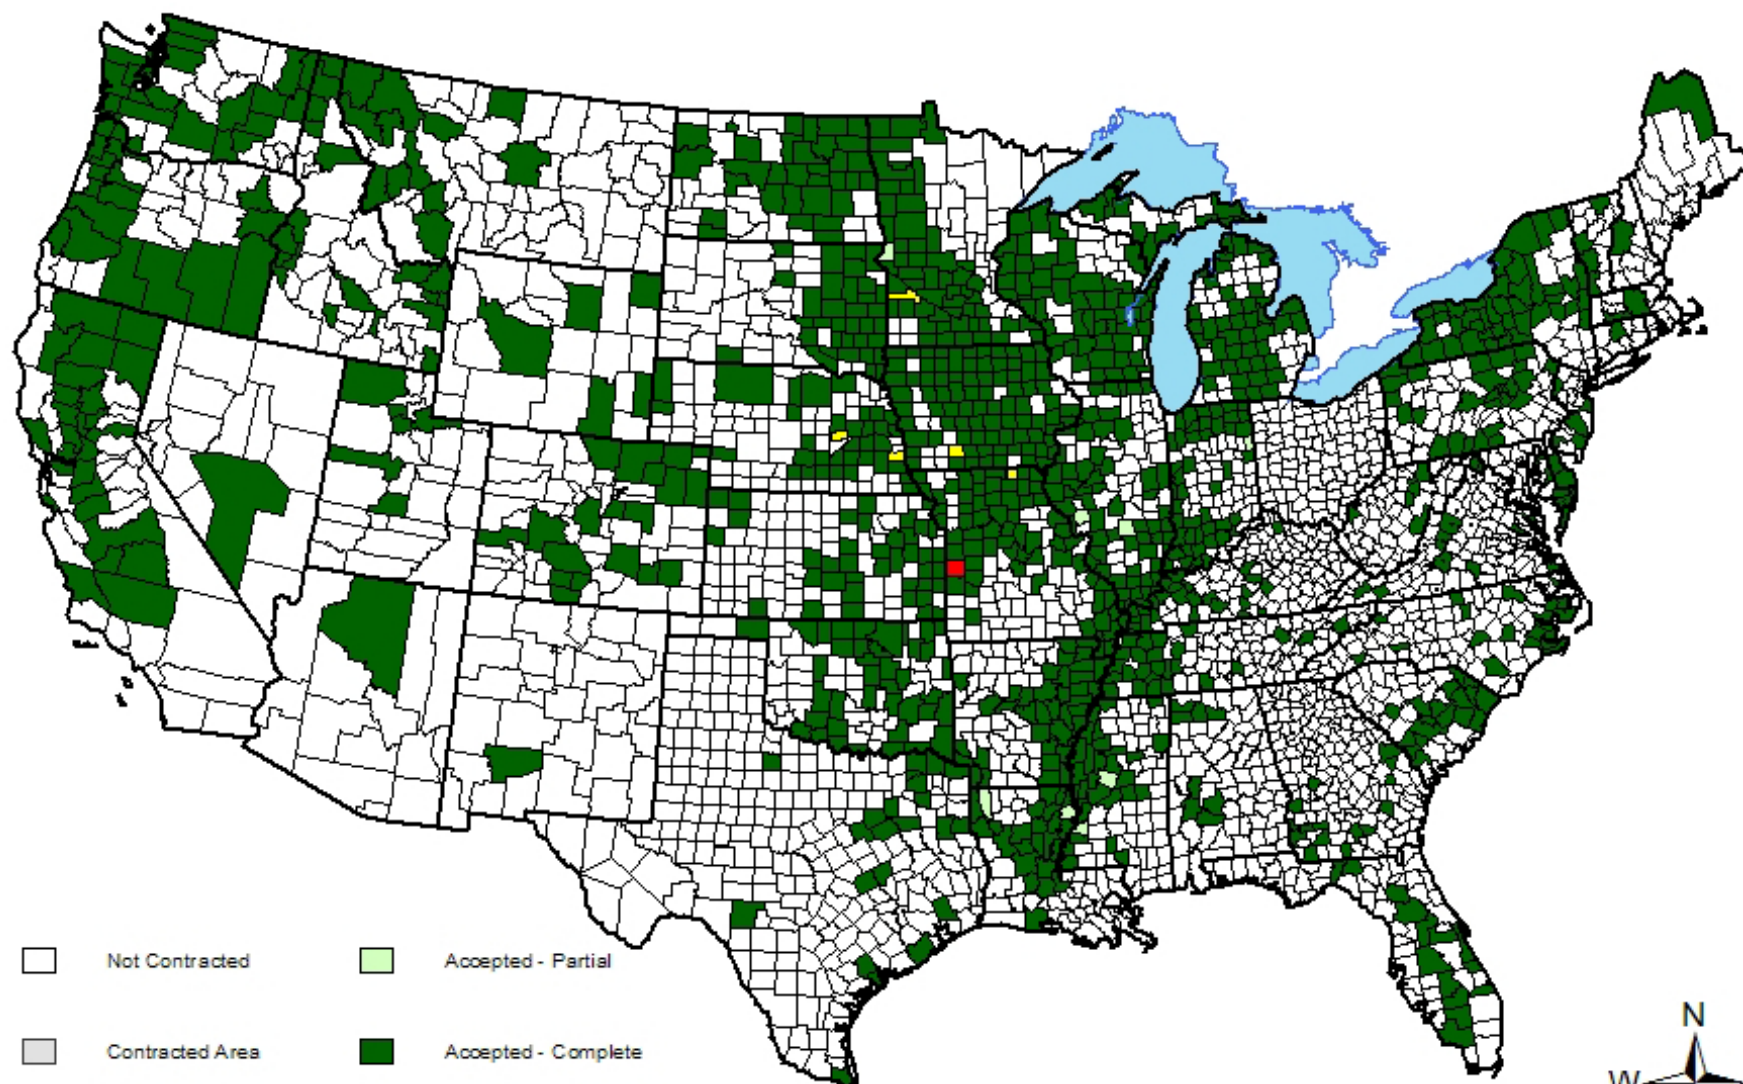 Not Contracted
Accepted - Partial
Contracted Area
Accepted - Complete
N
W